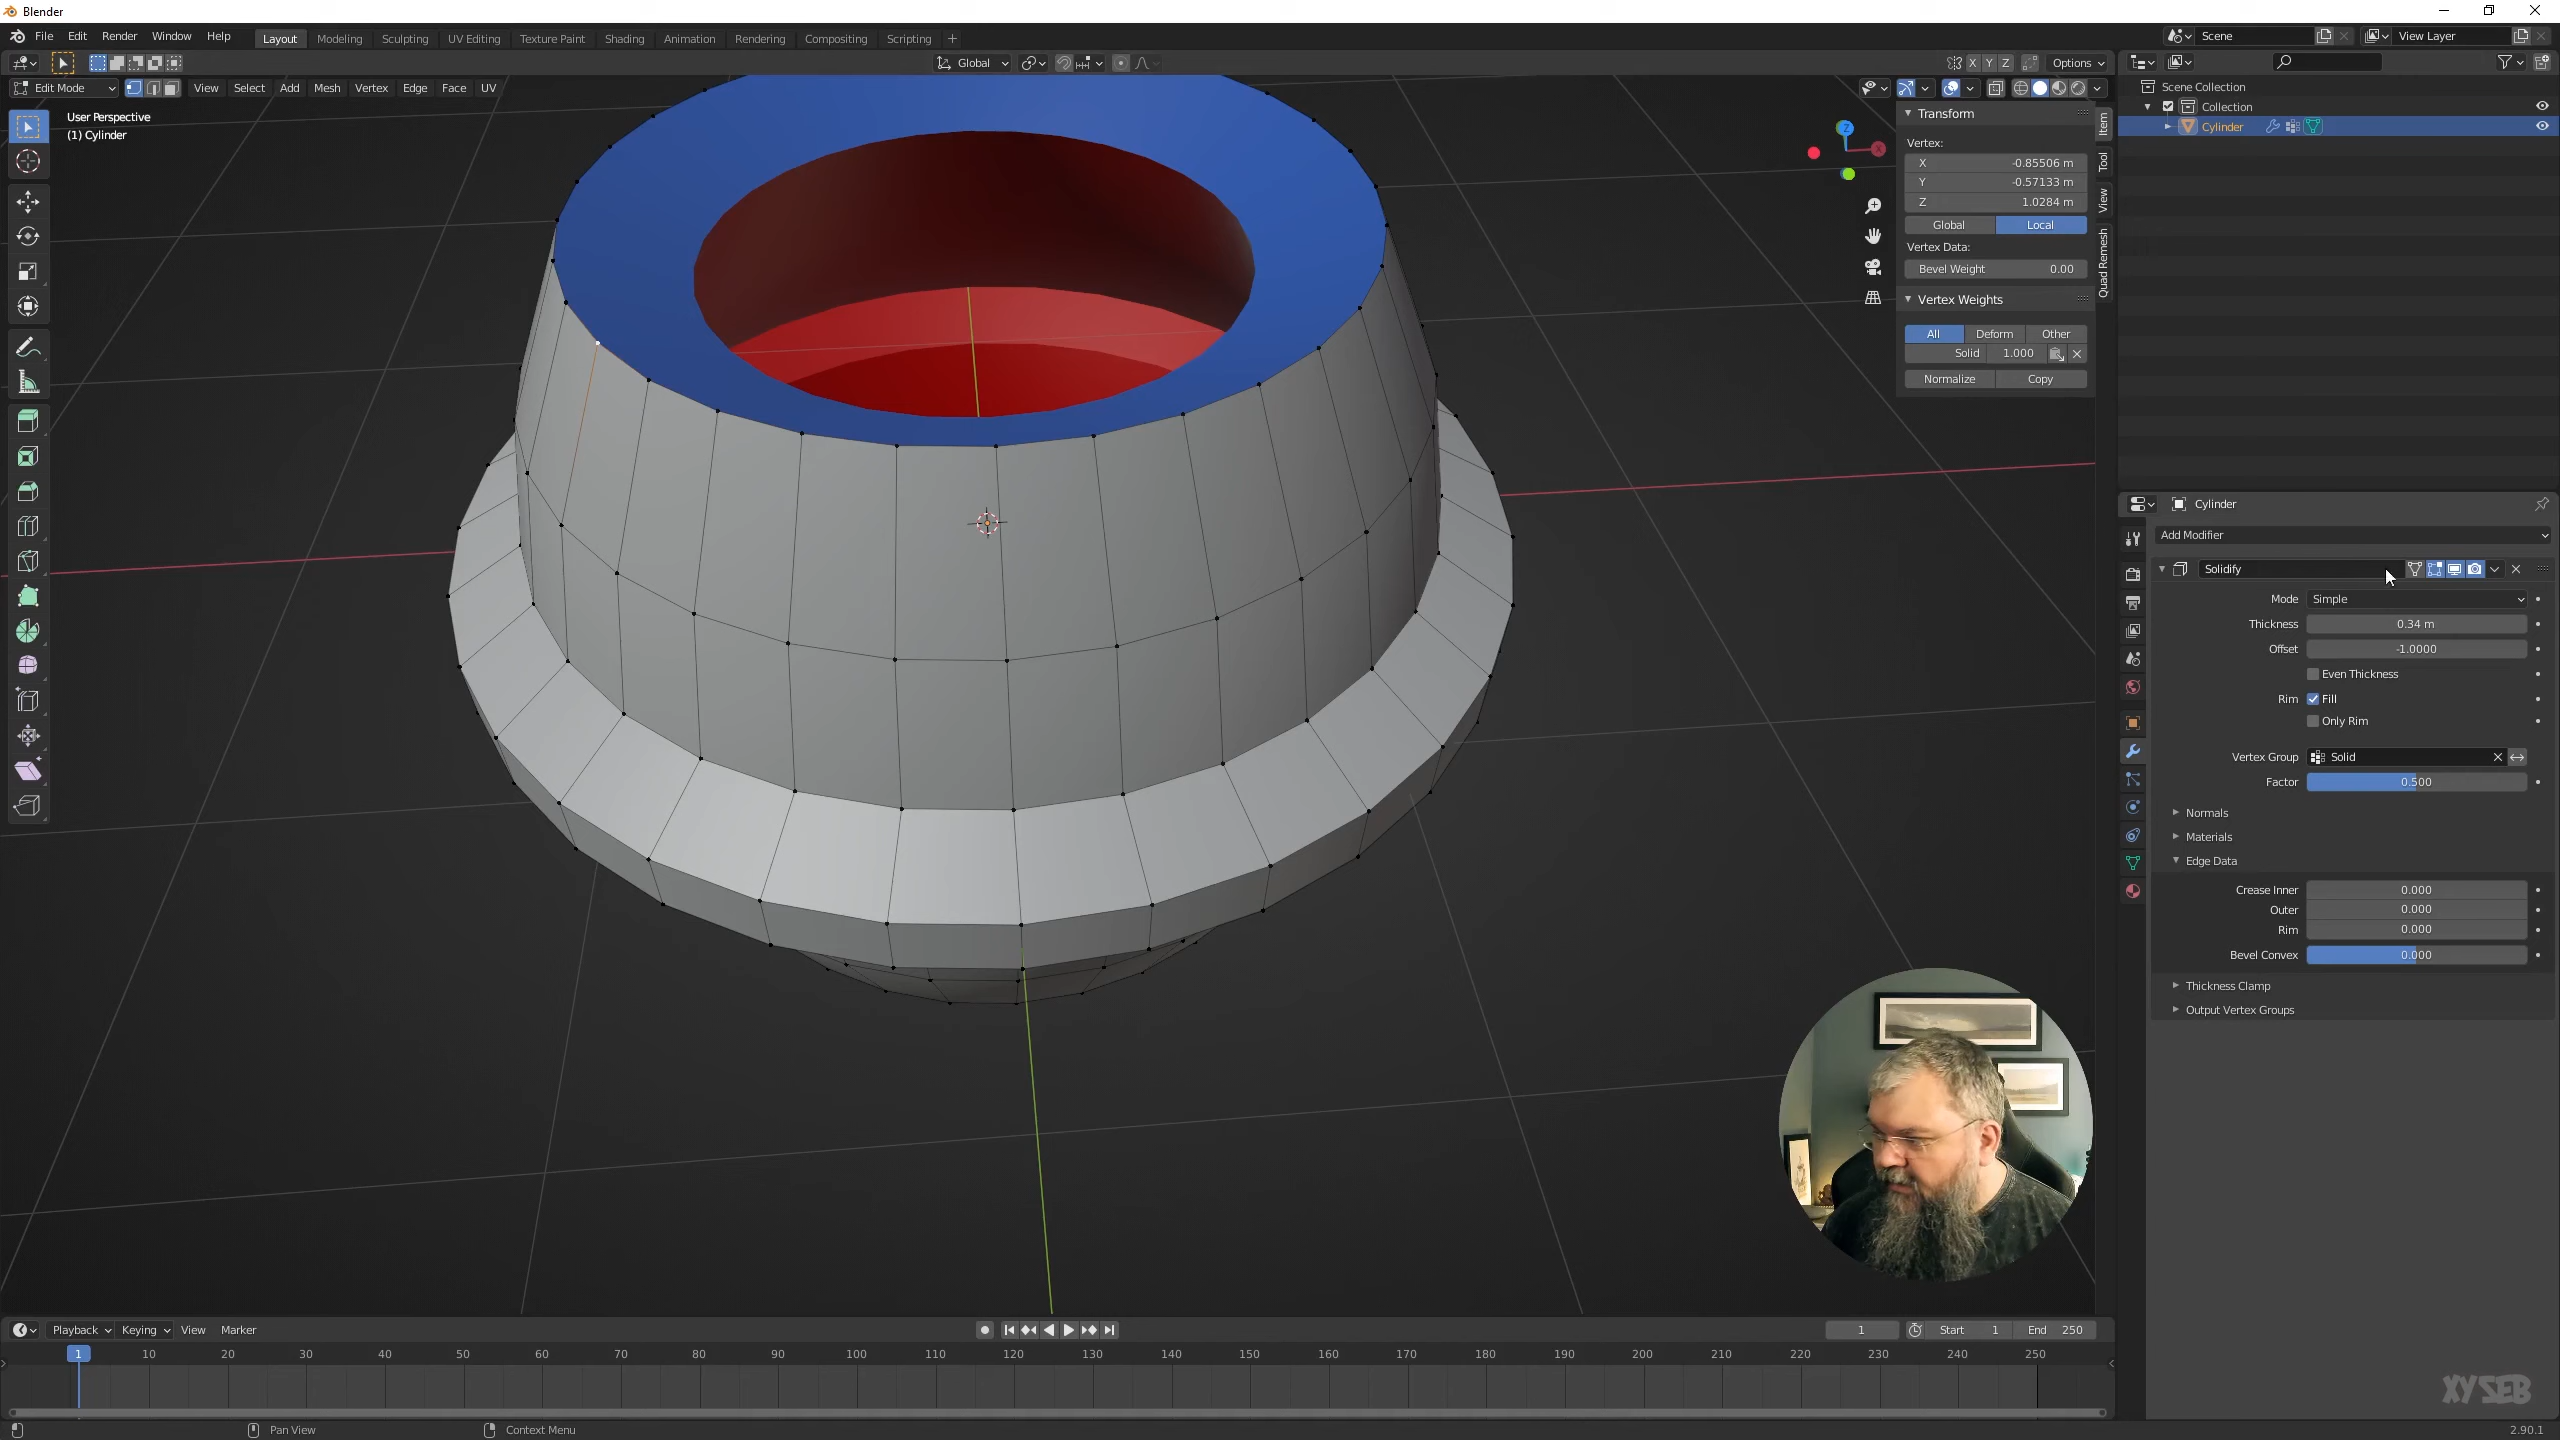 Blender
File Edit Render Window Help
Layout Modeling Sculpting UV Editing Texture Paint Shading Animation Rendering Compositing Scripting +
Scene
View Layer
Global
X Y Z
Options
Edit Mode View Select Add Mesh Vertex Edge Face UV
User Perspective
(1) Cylinder
Z
X
Transform
Vertex:
X -0.85506 m
Y -0.57133 m
Z 1.0284 m
Global Local
Vertex Data:
Bevel Weight 0.00
Vertex Weights
All Deform Other
Solid 1.000
Normalize Copy
Item
Tool
View
Quad Remesh
Scene Collection
Collection
Cylinder
Cylinder
Add Modifier
Solidify
Mode Simple
Thickness 0.34 m
Offset -1.0000
Even Thickness
Rim Fill
Only Rim
Vertex Group Solid
Factor 0.500
Normals
Materials
Edge Data
Crease Inner 0.000
Outer 0.000
Rim 0.000
Bevel Convex 0.000
Thickness Clamp
Output Vertex Groups
Playback Keying View Marker
1 Start 1 End 250
1 10 20 30 40 50 60 70 80 90 100 110 120 130 140 150 160 170 180 190 200 210 220 230 240 250
XYSEB
Pan View Context Menu 2.90.1